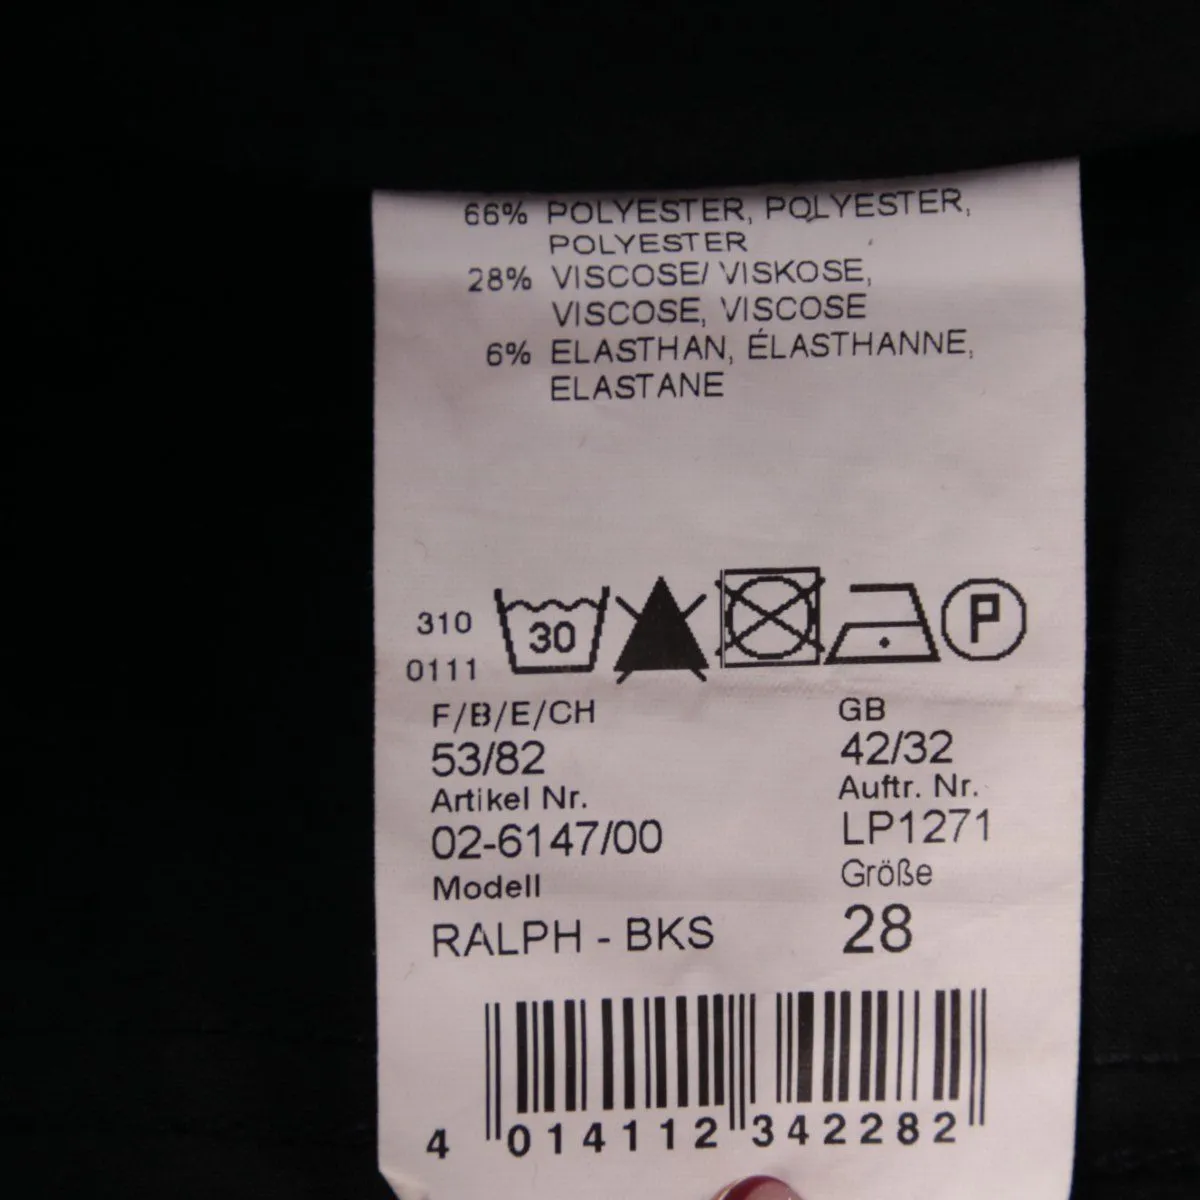 66% POLYESTER, POLYESTER,
POLYESTER
28% VISCOSE/ VISKOSE,
VISCOSE, VISCOSE
6% ELASTHAN, ÉLASTHANNE,
ELASTANE
310
30
P
0111
F/B/E/CH GB
53/82 42/32
Artikel Nr. Auftr. Nr.
02-6147/00 LP1271
Modell Größe
RALPH - BKS 28
4 014112 342282